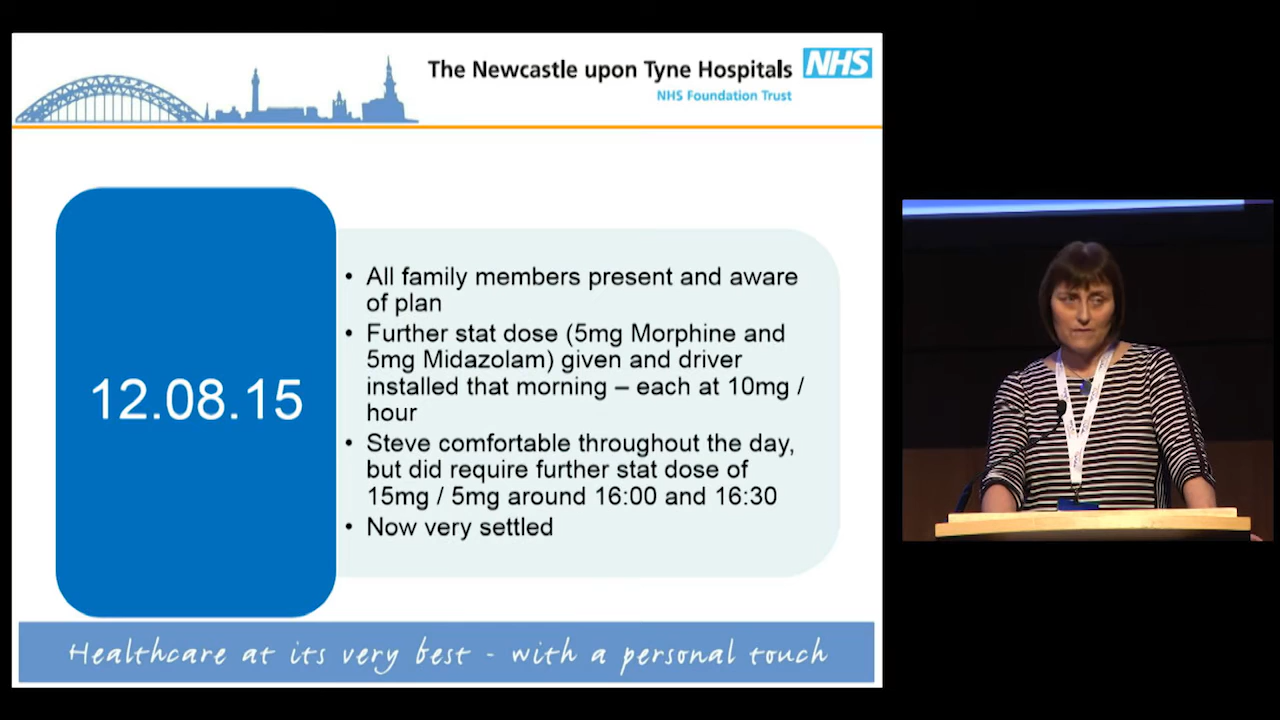 The Newcastle upon Tyne Hospitals NHS
NHS Foundation Trust
12.08.15
• All family members present and aware
of plan
• Further stat dose (5mg Morphine and
5mg Midazolam) given and driver
installed that morning – each at 10mg /
hour
• Steve comfortable throughout the day,
but did require further stat dose of
15mg / 5mg around 16:00 and 16:30
• Now very settled
Healthcare at its very best - with a personal touch